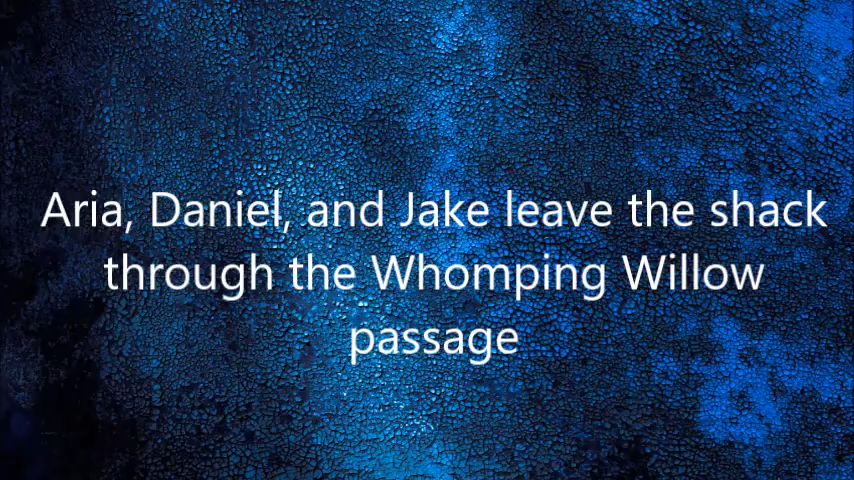 Aria, Daniel, and Jake leave the shack
through the Whomping Willow
passage